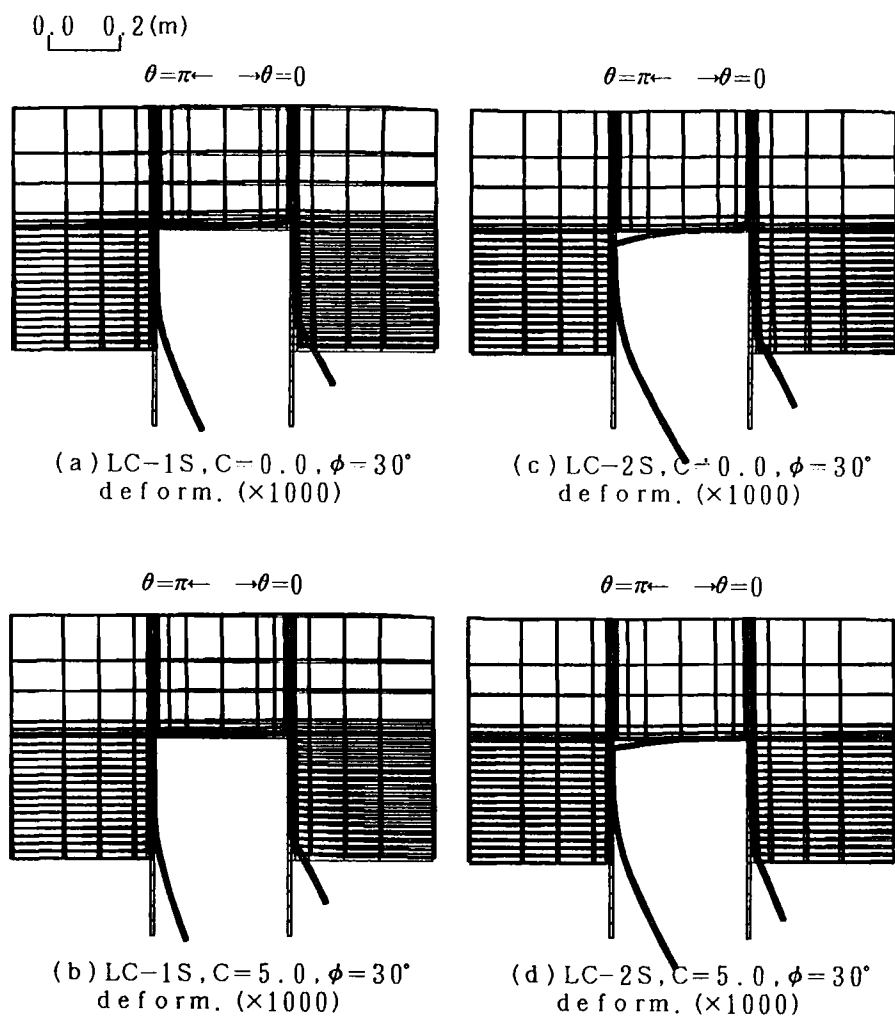 0.0 0.2(m)
θ=π← →θ=0
θ=π← →θ=0
(a) LC-1S, C=0.0, φ=30°
deform. (×1000)
(c) LC-2S, C=0.0, φ=30°
deform. (×1000)
θ=π← →θ=0
θ=π← →θ=0
(b) LC-1S, C=5.0, φ=30°
deform. (×1000)
(d) LC-2S, C=5.0, φ=30°
deform. (×1000)